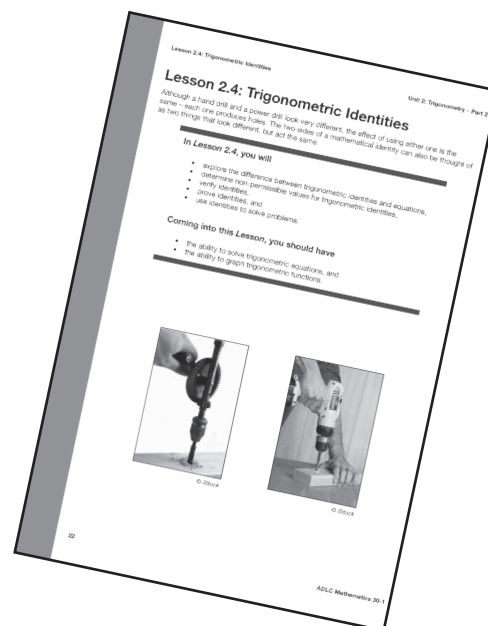 Lesson 2.4: Trigonometric Identities
Unit 2: Trigonometry – Part 2
Lesson 2.4: Trigonometric Identities
Although a hand drill and a power drill look very different, the effect of using either one is the
same – each one produces holes. The two sides of a mathematical identity can also be thought of
as two things that look different, but act the same.
In Lesson 2.4, you will
• explore the difference between trigonometric identities and equations,
• determine non-permissible values for trigonometric identities,
• verify identities,
• prove identities, and
• use identities to solve problems.
Coming into this Lesson, you should have
• the ability to solve trigonometric equations, and
• the ability to graph trigonometric functions.
© iStock
© iStock
22
ADLC Mathematics 30-1